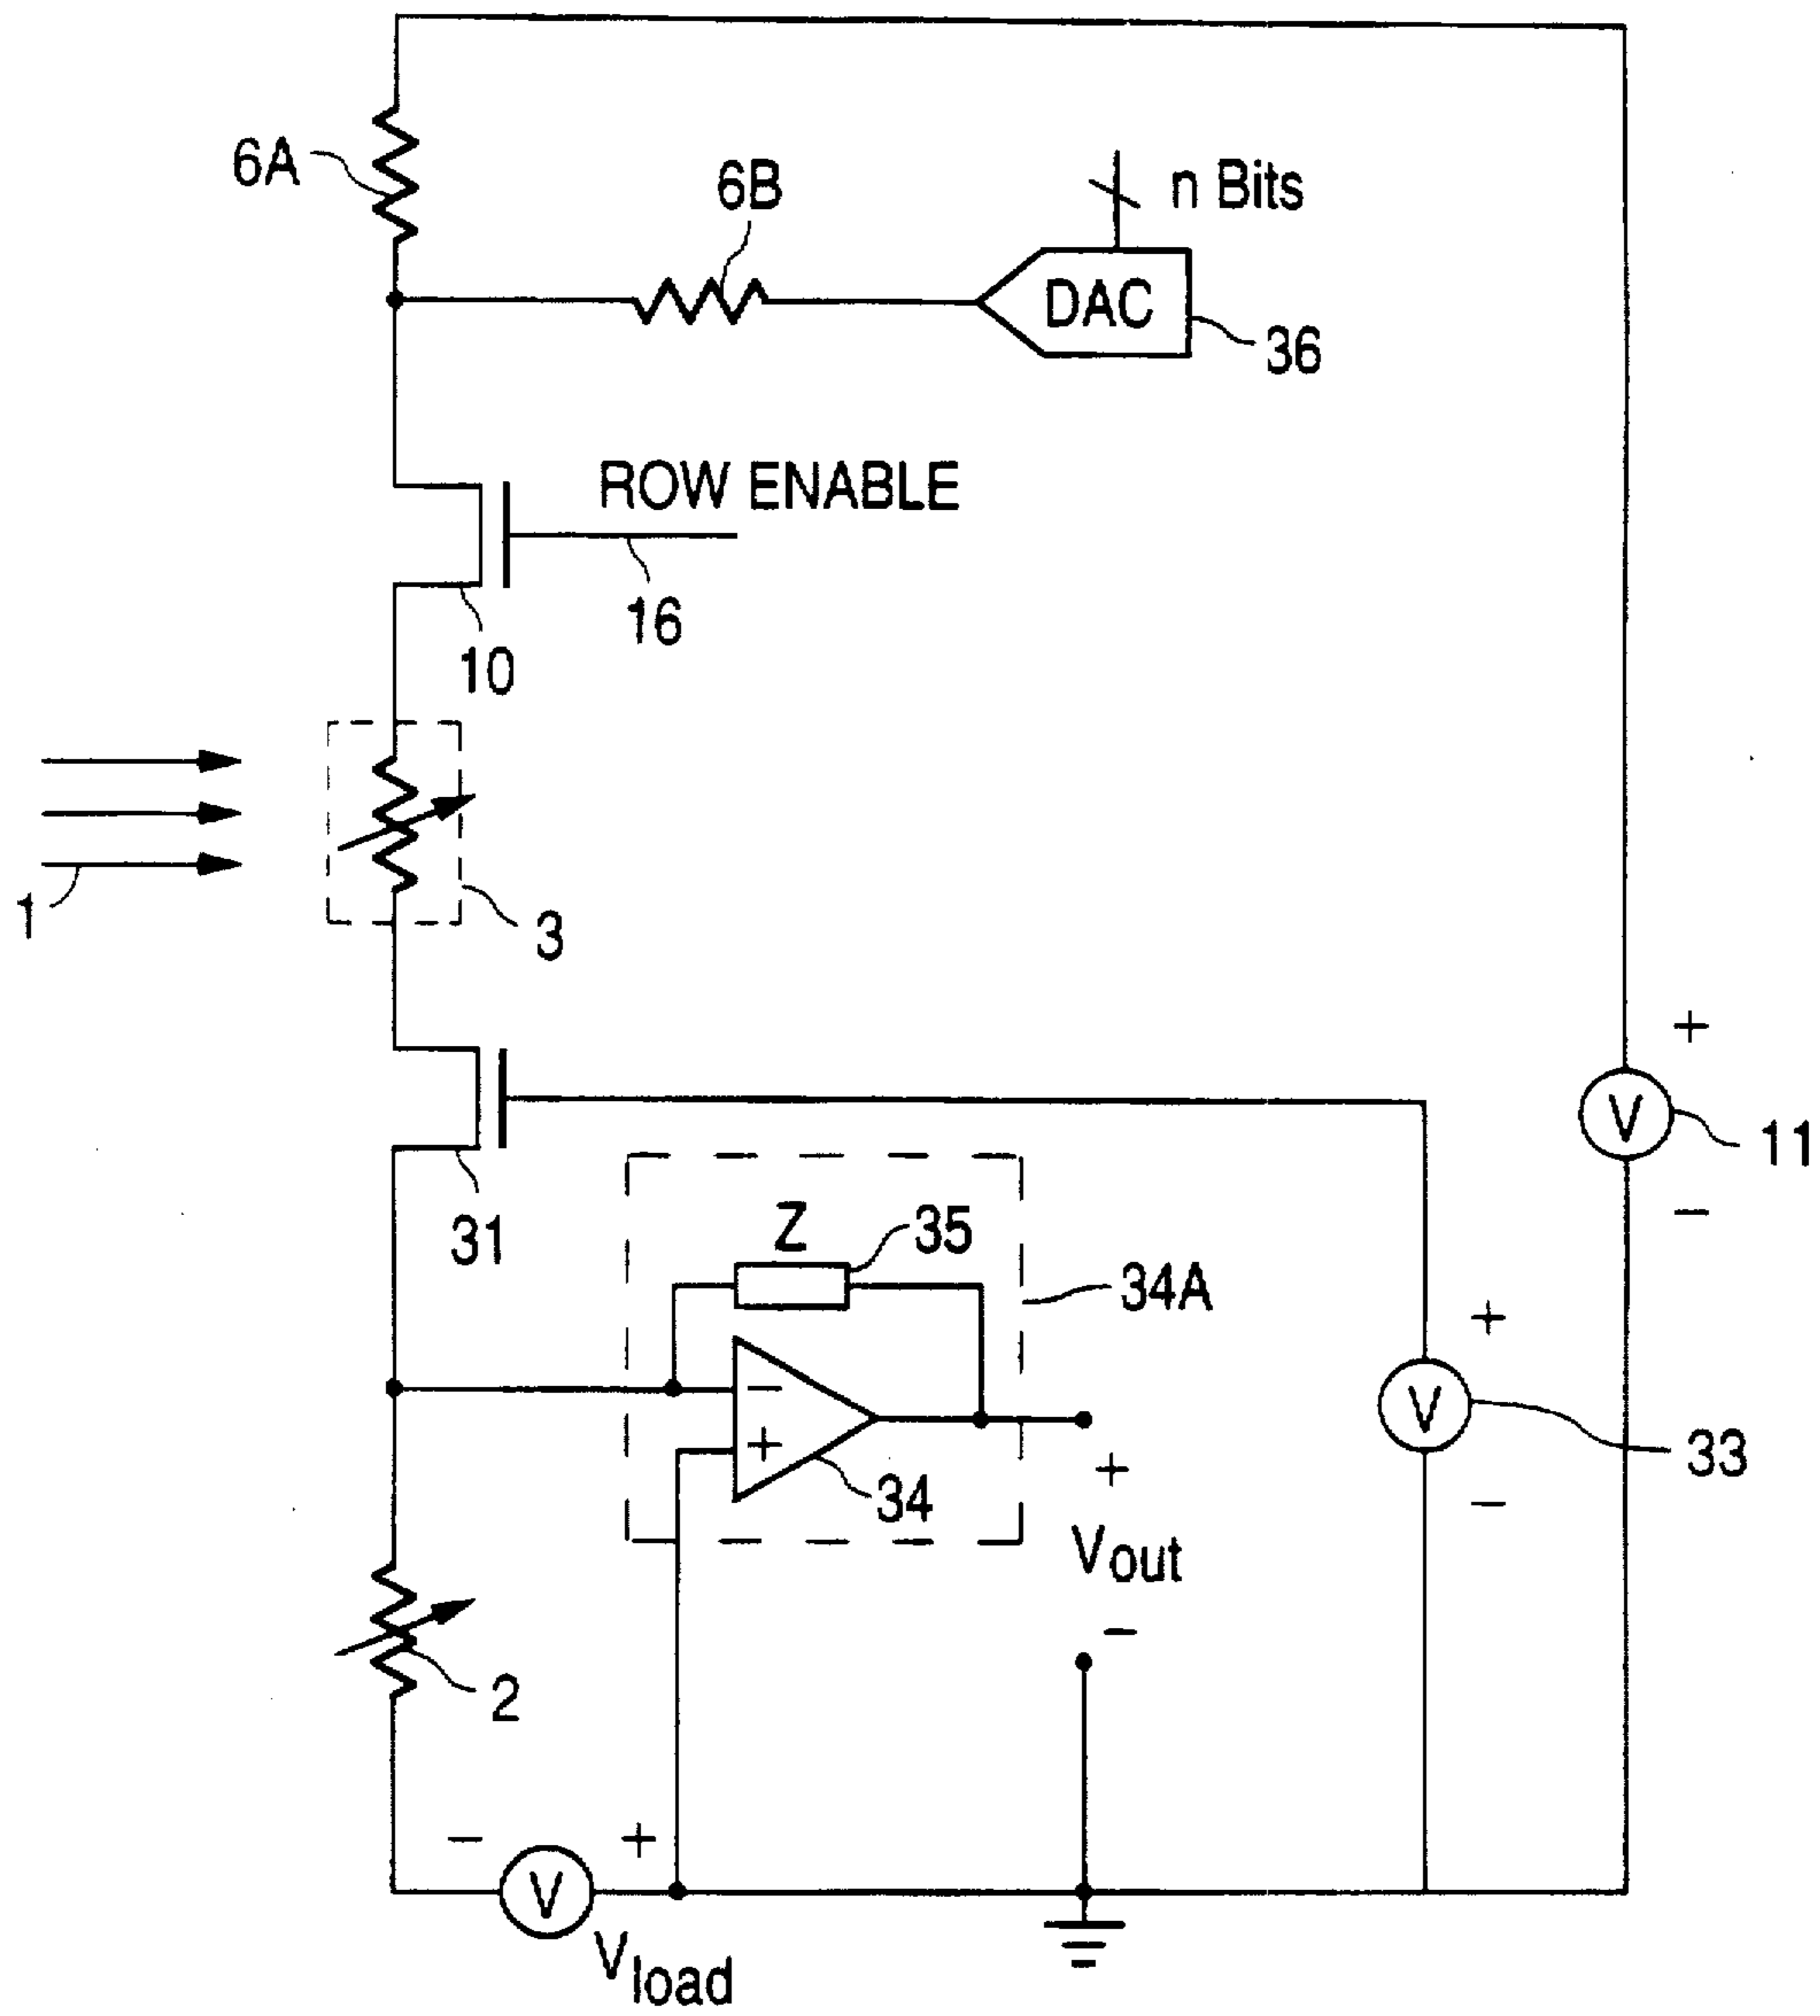 6A
6B
n Bits
DAC
36
ROW ENABLE
16
10
1
3
+
V
11
−
31
Z
35
34A
+
−
+
34
V
33
−
+
Vout
−
2
−
+
V
Vload